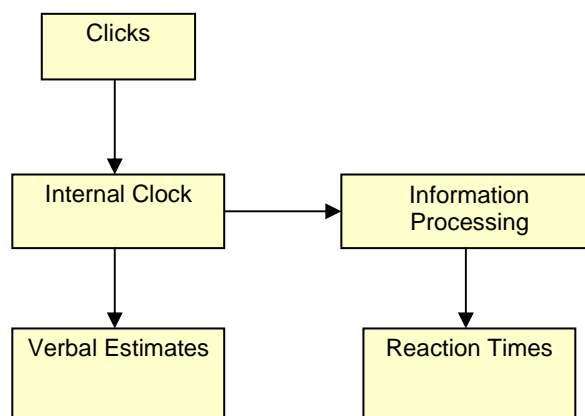 Clicks
Internal Clock
Information
Processing
Verbal Estimates
Reaction Times